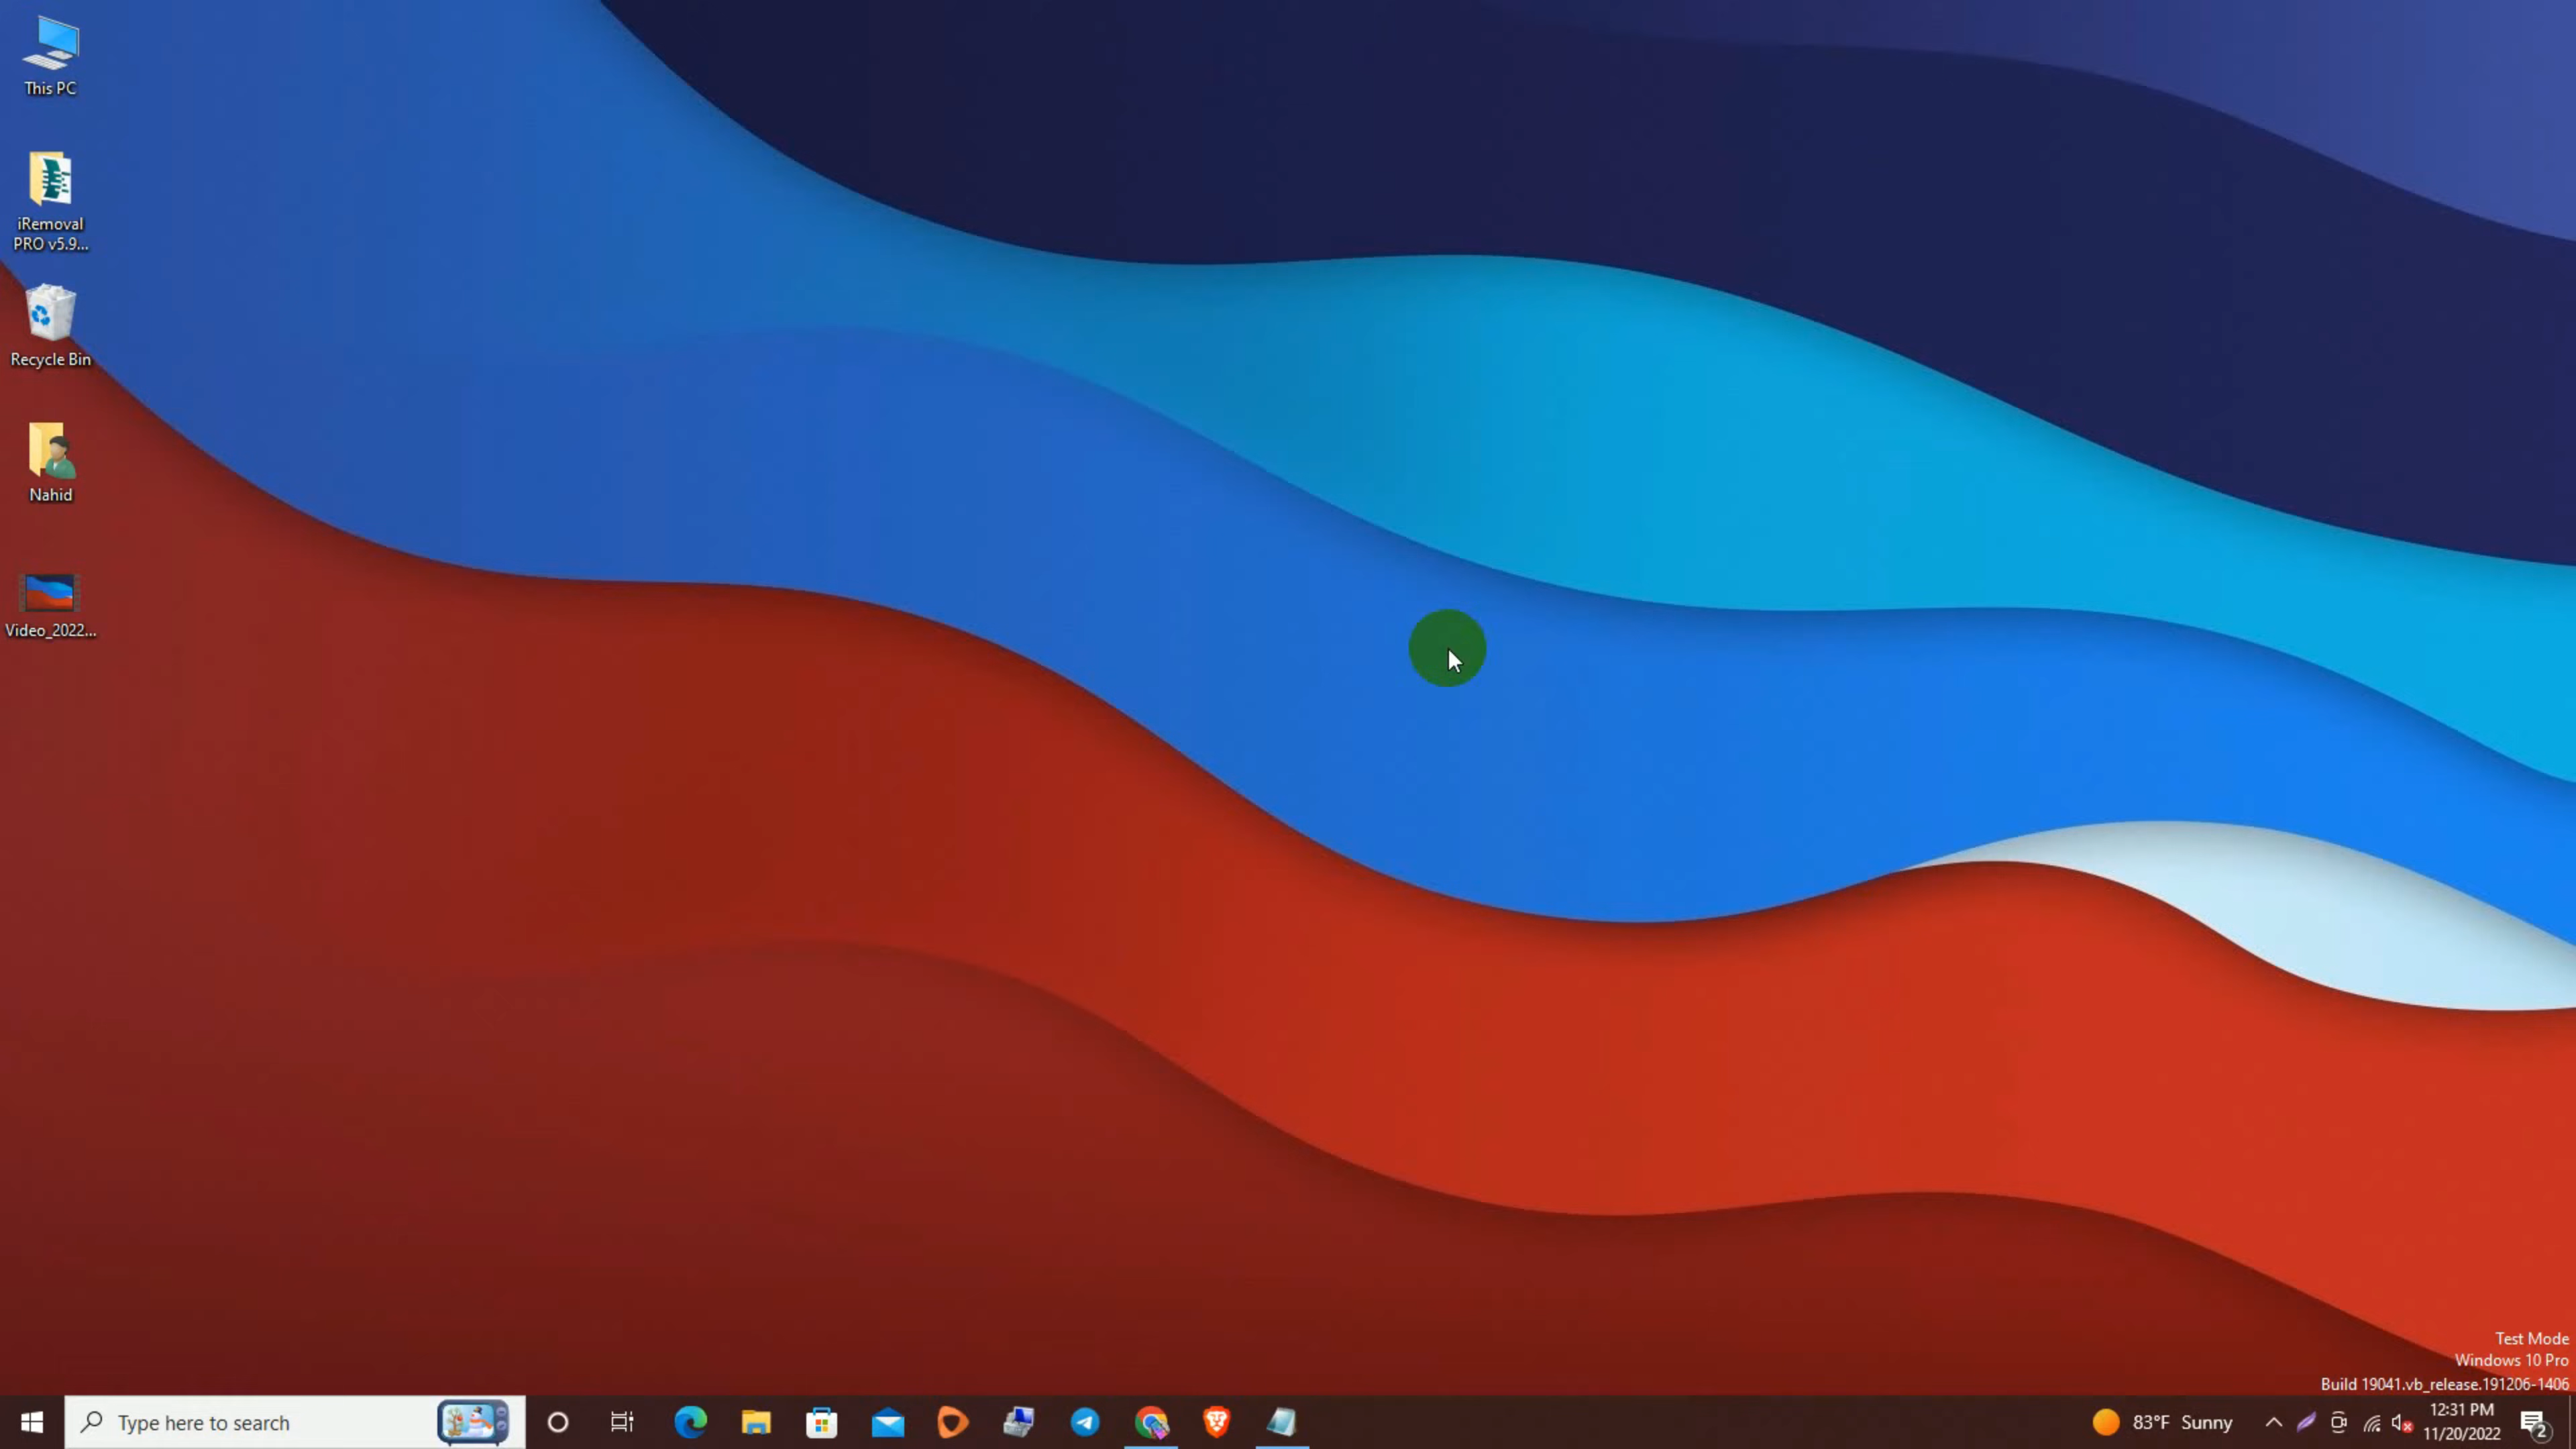 This PC
iRemoval
PRO v5.9...
Recycle Bin
Nahid
Video_2022...
Test Mode
Windows 10 Pro
Build 19041.vb_release.191206-1406
Type here to search
83°F Sunny
12:31 PM
11/20/2022
2